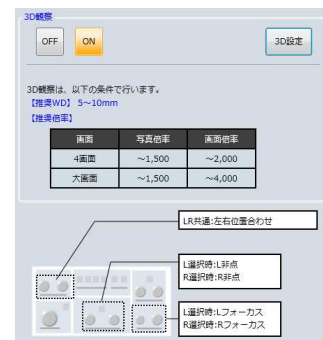 3D観察
OFF ON 3D設定
3D観察は、以下の条件で行います。
【推奨WD】 5～10mm
【推奨倍率】
画面 写真倍率 画面倍率
4画面 ～1,500 ～2,000
大画面 ～1,500 ～4,000
LR共通:左右位置合わせ
L選択時:L非点
R選択時:R非点
L選択時:Lフォーカス
R選択時:Rフォーカス